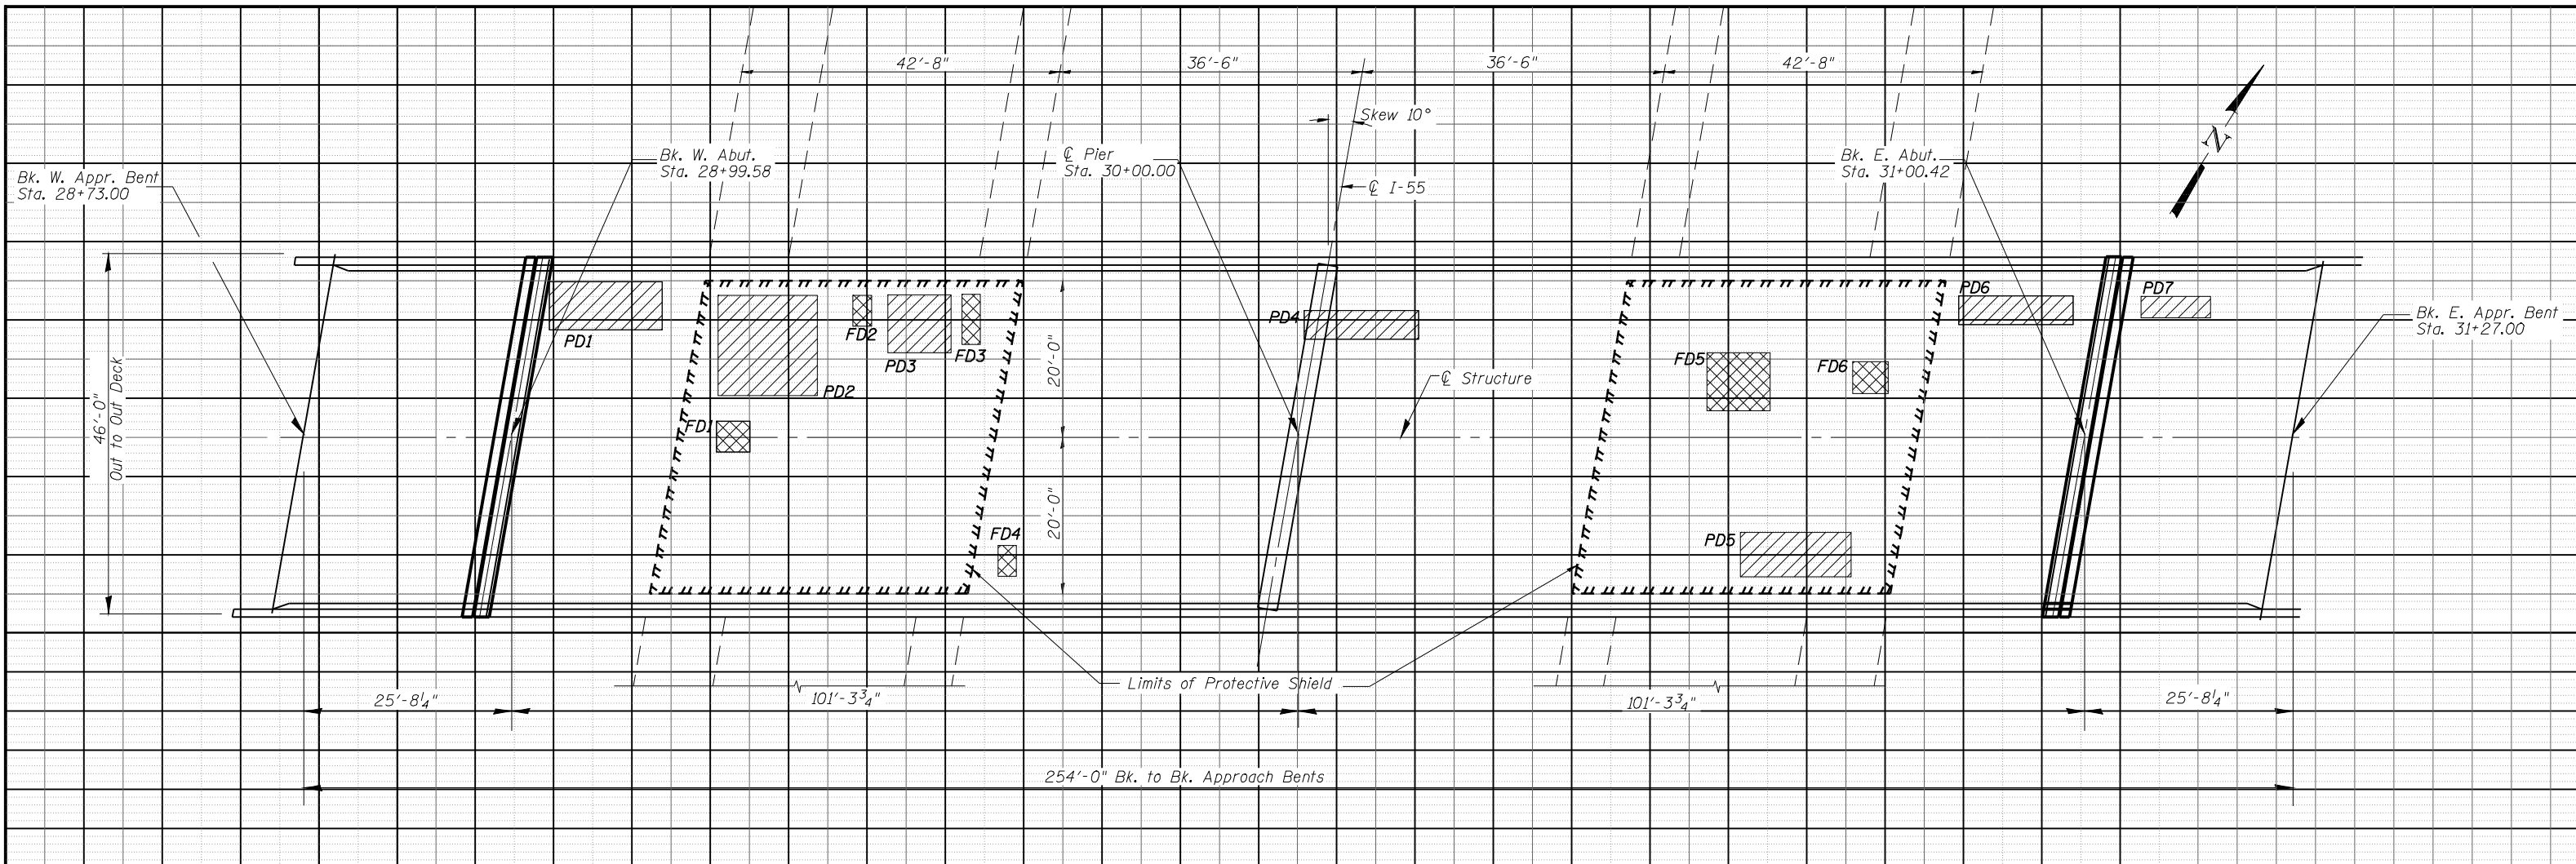 42'-8"
36'-6"
36'-6"
42'-8"
Skew 10°
N
Bk. W. Abut.
Sta. 28+99.58
℄ Pier
Sta. 30+00.00
Bk. E. Abut.
Sta. 31+00.42
Bk. W. Appr. Bent
Sta. 28+73.00
℄ I-55
PD1
PD2
FD2
PD3
FD3
PD4
FD5
FD6
PD6
PD7
Bk. E. Appr. Bent
Sta. 31+27.00
46'-0"
Out to Out Deck
20'-0"
℄ Structure
FD1
20'-0"
FD4
PD5
Limits of Protective Shield
25'-8¼"
101'-3¾"
101'-3¾"
25'-8¼"
254'-0" Bk. to Bk. Approach Bents